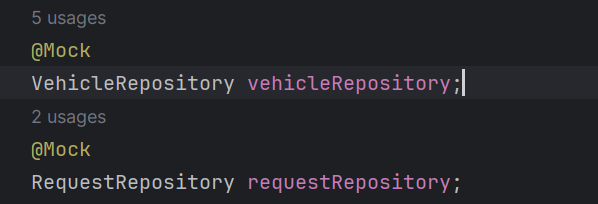 5 usages
@Mock
VehicleRepository vehicleRepository;
2 usages
@Mock
RequestRepository requestRepository;